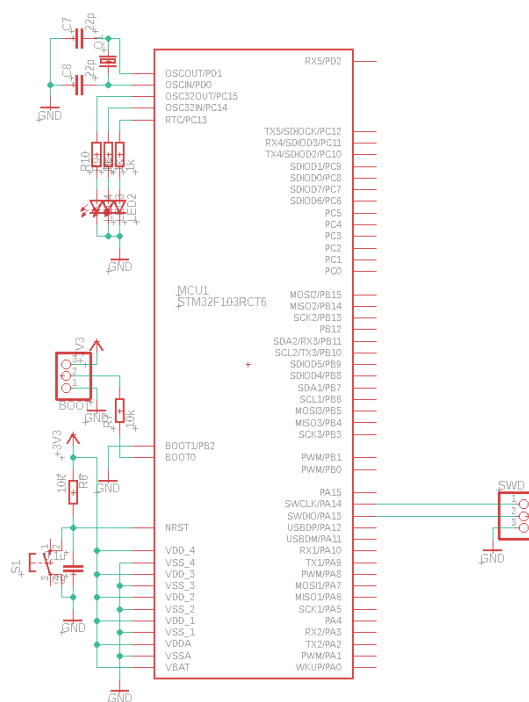 C7
22p
Q1
C8
22p
GND
OSCOUT/PD1
OSCIN/PD0
OSC32OUT/PC15
OSC32IN/PC14
RTC/PC13
R10
1k
LED2
GND
MCU1
STM32F103RCT6
+3V3
3
2
1
BOOT
GND
10k
BOOT1/PB2
BOOT0
GND
+3V3
10k
R6
NRST
S1
1u
GND
VDD_4
VSS_4
VDD_3
VSS_3
VDD_2
VSS_2
VDD_1
VSS_1
VDDA
VSSA
VBAT
GND
RX5/PD2
TX5/SDIOCK/PC12
RX4/SDIOD3/PC11
TX4/SDIOD2/PC10
SDIOD1/PC9
SDIOD0/PC8
SDIOD7/PC7
SDIOD6/PC6
PC5
PC4
PC3
PC2
PC1
PC0
MOSI2/PB15
MISO2/PB14
SCK2/PB13
PB12
SDA2/RX3/PB11
SCL2/TX3/PB10
SDIOD5/PB9
SDIOD4/PB8
SDA1/PB7
SCL1/PB6
MOSI3/PB5
MISO3/PB4
SCK3/PB3
PWM/PB1
PWM/PB0
PA15
SWCLK/PA14
SWDIO/PA13
USBDP/PA12
USBDM/PA11
RX1/PA10
TX1/PA9
PWM/PA8
MOSI1/PA7
MISO1/PA6
SCK1/PA5
PA4
RX2/PA3
TX2/PA2
PWM/PA1
WKUP/PA0
SWD
1
2
3
GND